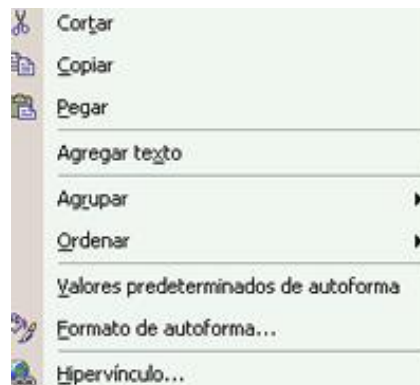 Cortar
Copiar
Pegar
Agregar texto
Agrupar
Ordenar
Valores predeterminados de autoforma
Formato de autoforma...
Hipervínculo...